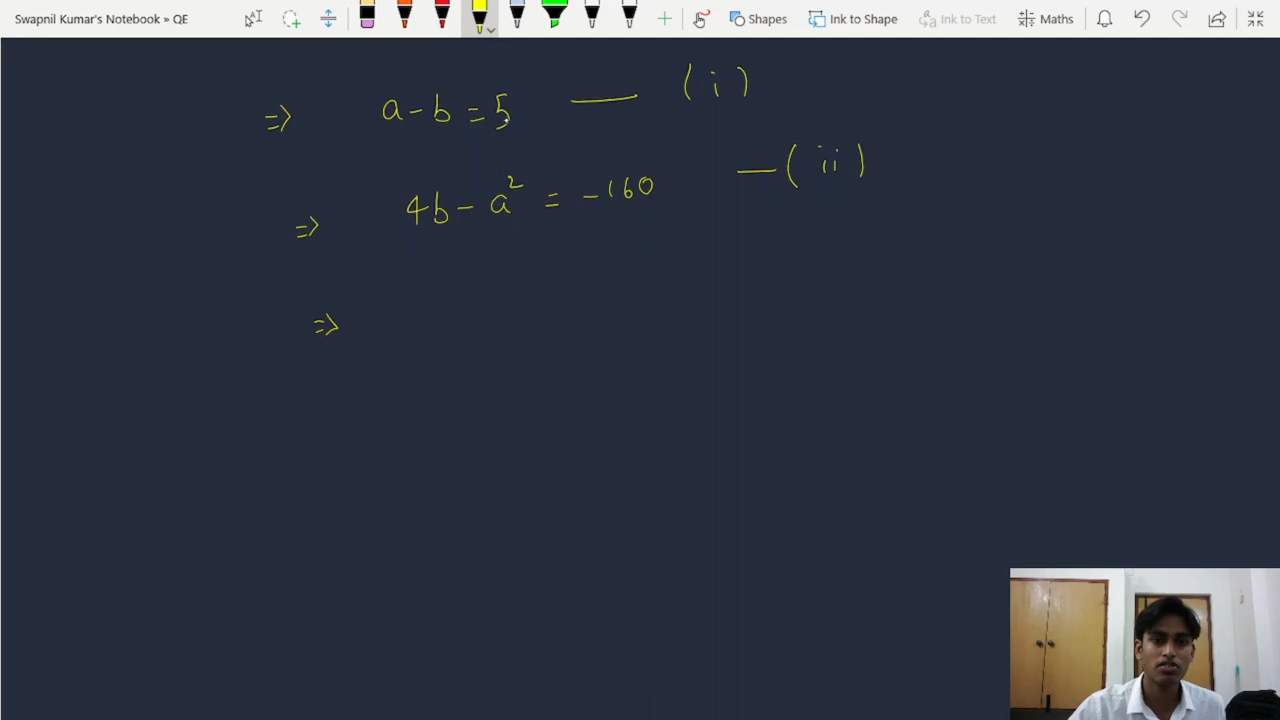 Swapnil Kumar's Notebook » QE
Shapes Ink to Shape Ink to Text Maths
⇒ a - b = 5 — (i)
⇒ 4b - a² = -160 — (ii)
⇒